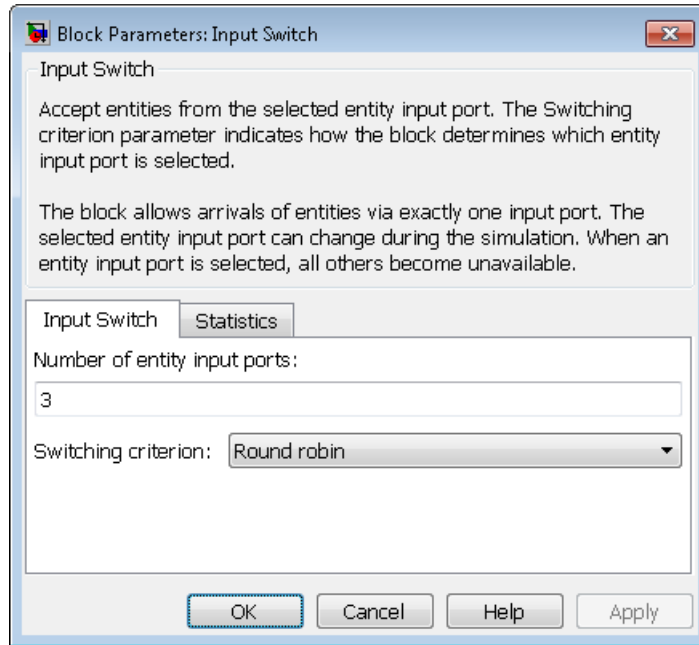 Block Parameters: Input Switch
Input Switch
Accept entities from the selected entity input port. The Switching
criterion parameter indicates how the block determines which entity
input port is selected.
The block allows arrivals of entities via exactly one input port. The
selected entity input port can change during the simulation. When an
entity input port is selected, all others become unavailable.
Input Switch Statistics
Number of entity input ports:
3
Switching criterion: Round robin
OK Cancel Help Apply